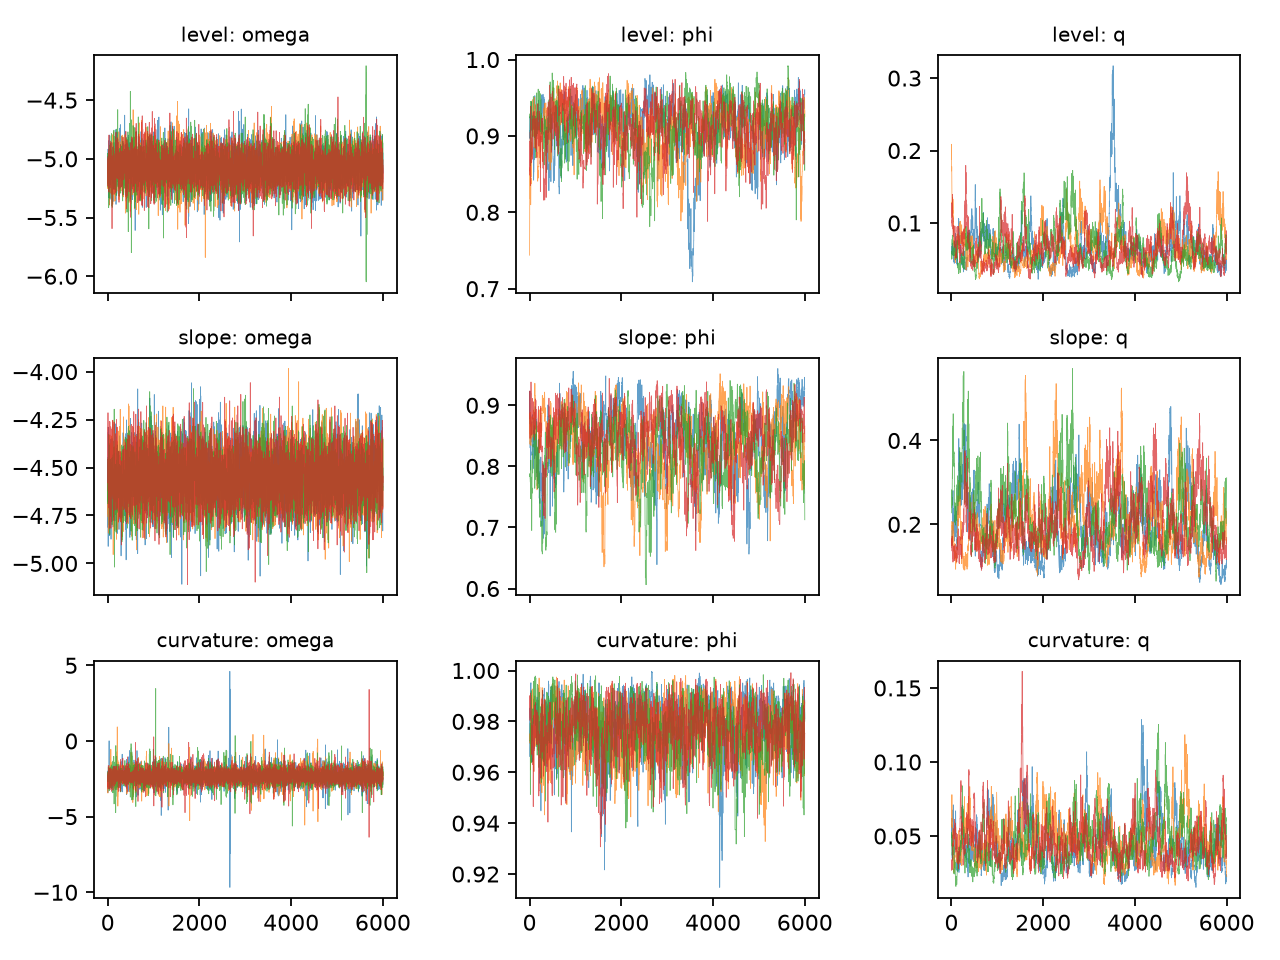 level: omega
level: phi
level: q
−4.5
−5.0
−5.5
−6.0
1.0
0.9
0.8
0.7
0.3
0.2
0.1
slope: omega
slope: phi
slope: q
−4.00
−4.25
−4.50
−4.75
−5.00
0.9
0.8
0.7
0.6
0.4
0.2
curvature: omega
curvature: phi
curvature: q
5
0
−5
−10
1.00
0.98
0.96
0.94
0.92
0.15
0.10
0.05
0 2000 4000 6000
0 2000 4000 6000
0 2000 4000 6000